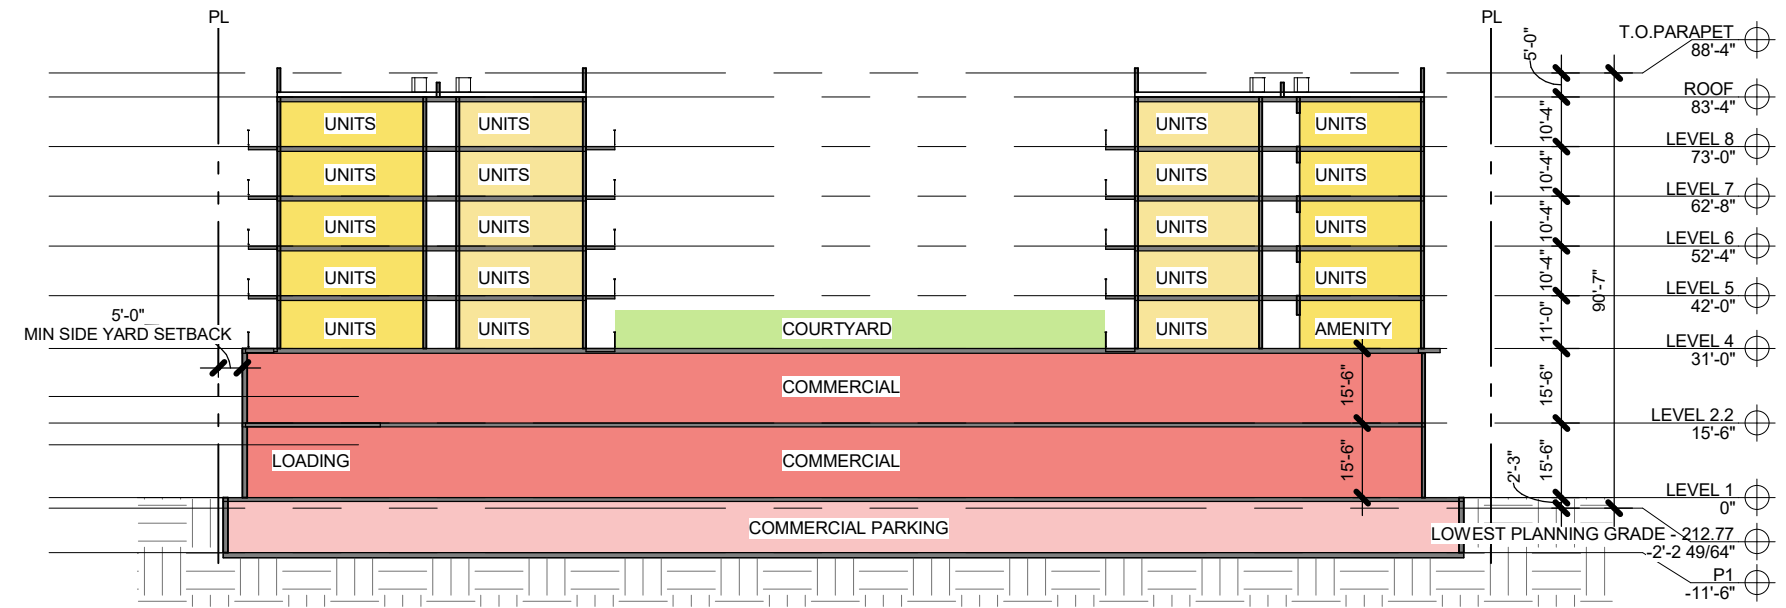 PL
PL
T.O.PARAPET
88'-4"
5'-0"
ROOF
83'-4"
UNITS UNITS UNITS UNITS
10'-4"
LEVEL 8
73'-0"
UNITS UNITS UNITS UNITS
10'-4"
LEVEL 7
62'-8"
UNITS UNITS UNITS UNITS
10'-4"
LEVEL 6
52'-4"
UNITS UNITS UNITS UNITS
10'-4"
LEVEL 5
42'-0"
90'-7"
5'-0"
MIN SIDE YARD SETBACK
UNITS UNITS COURTYARD UNITS AMENITY
11'-0"
LEVEL 4
31'-0"
COMMERCIAL
15'-6"
15'-6"
LEVEL 2.2
15'-6"
LOADING
COMMERCIAL
15'-6"
2'-3"
15'-6"
LEVEL 1
0"
COMMERCIAL PARKING
LOWEST PLANNING GRADE - 212.77
-2'-2 49/64"
P1
-11'-6"